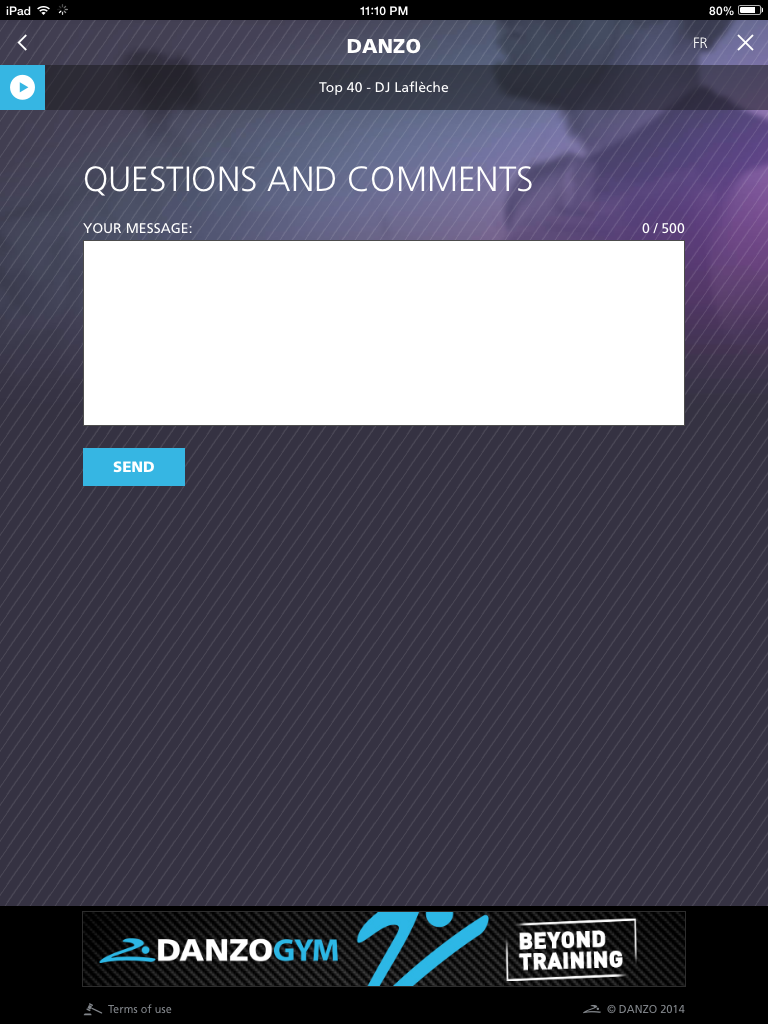 iPad 11:10 PM 80%
DANZO FR
Top 40 - DJ Laflèche
QUESTIONS AND COMMENTS
YOUR MESSAGE: 0 / 500
SEND
DANZOGYM
BEYOND
TRAINING
Terms of use © DANZO 2014